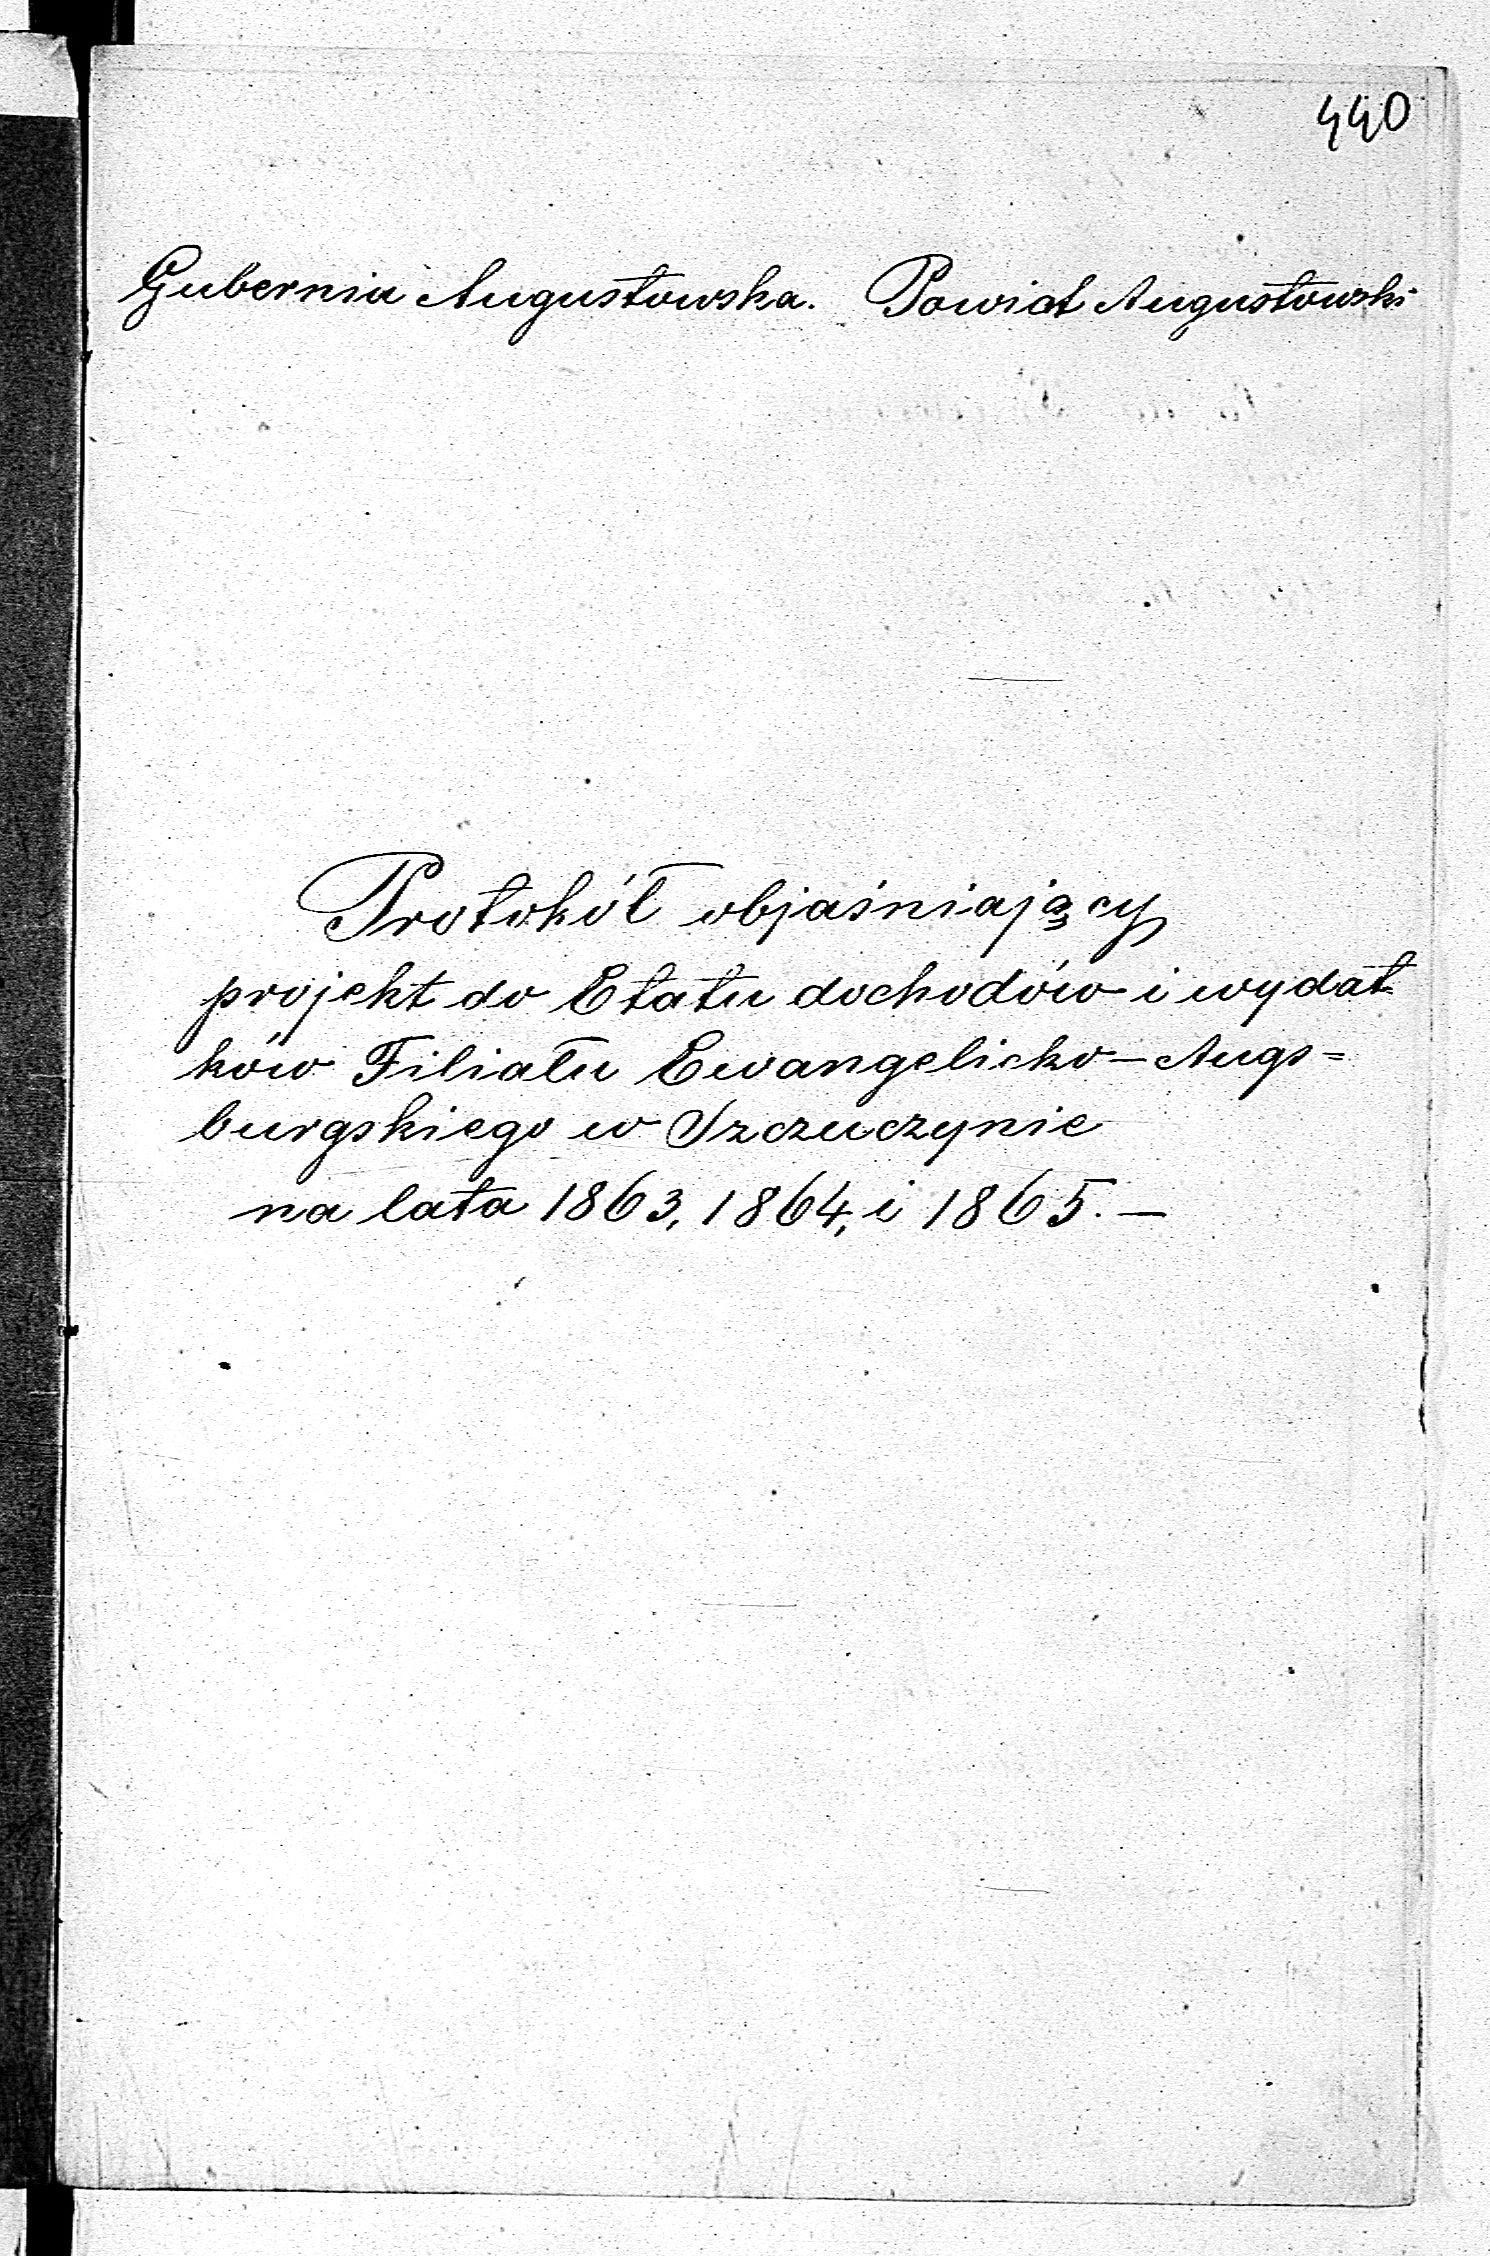 440
Gubernia Augustowska. Powiat Augustowski
Protokół objaśniający
projekt do Etatu dochodów i wydat=
ków Filiału Ewangelicko-Augs=
burgskiego w Szczuczynie
na lata 1863, 1864, i 1865.—